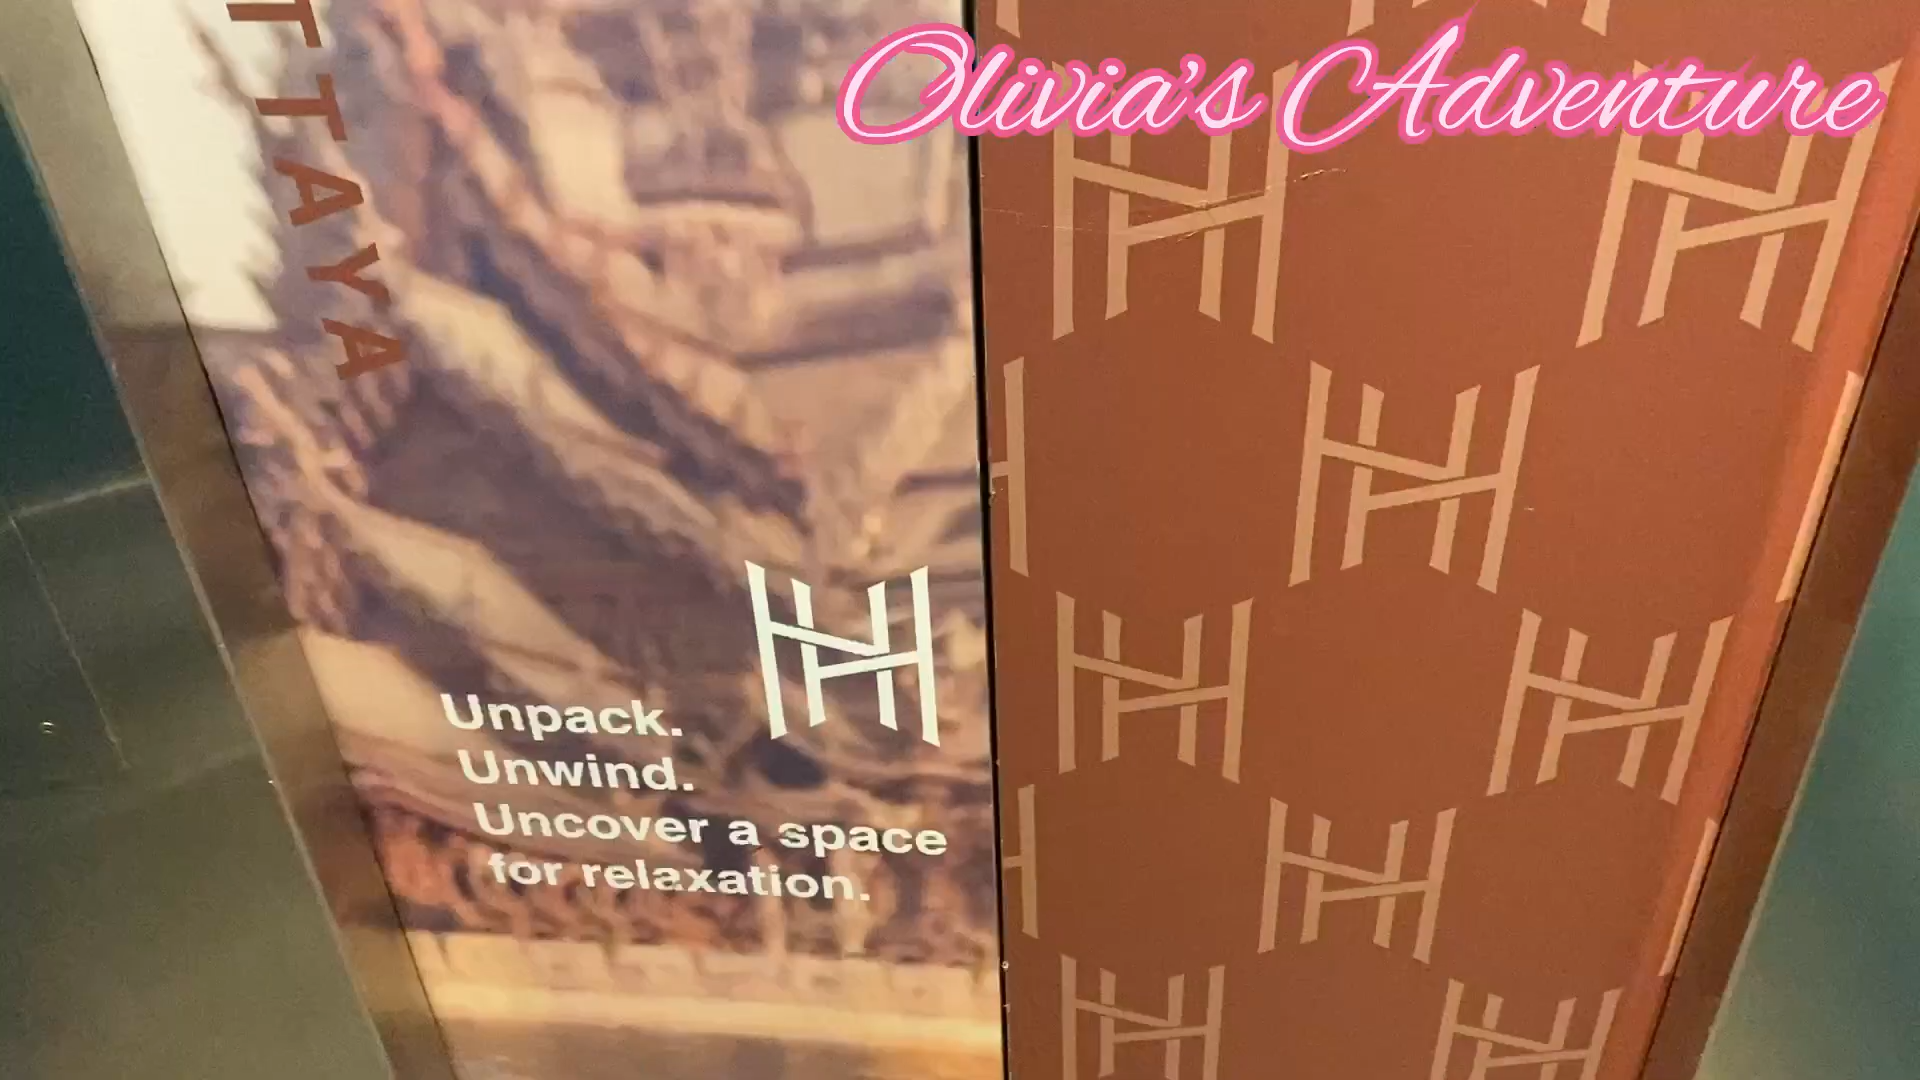 Olivia's Adventure
TTAYA
Unpack.
Unwind.
Uncover a space
for relaxation.